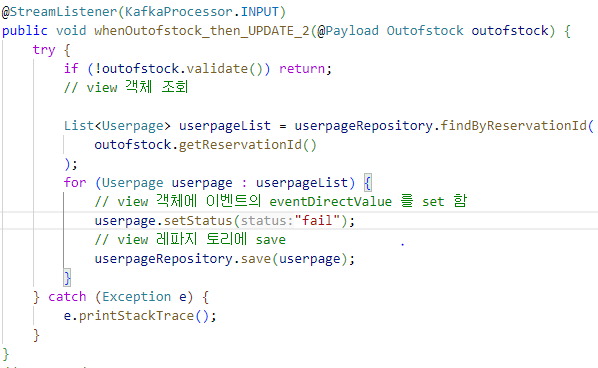 @StreamListener(KafkaProcessor.INPUT)
public void whenOutofstock_then_UPDATE_2(@Payload Outofstock outofstock) {
    try {
        if (!outofstock.validate()) return;
        // view 객체 조회
        List<Userpage> userpageList = userpageRepository.findByReservationId(
            outofstock.getReservationId()
        );
        for (Userpage userpage : userpageList) {
            // view 객체에 이벤트의 eventDirectValue 를 set 함
            userpage.setStatus(status:"fail");
            // view 레파지 토리에 save
            userpageRepository.save(userpage);
        }
    } catch (Exception e) {
        e.printStackTrace();
    }
}